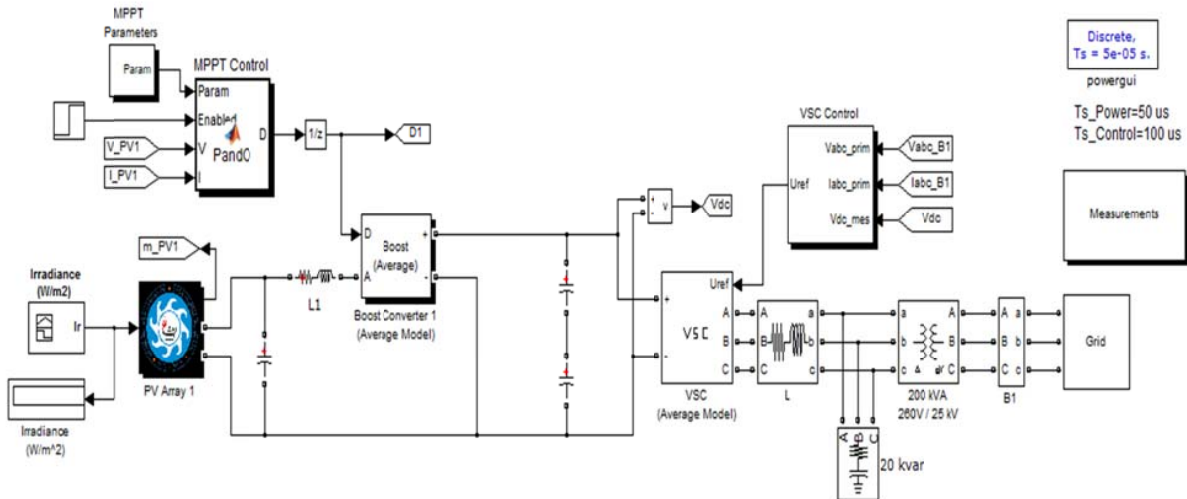 MPPT
Parameters
Param
MPPT Control
Param
Enabled
V
I
D
PandO
V_PV1
I_PV1
1/z
D1
m_PV1
Irradiance
(W/m2)
Ir
Irradiance
(W/m^2)
PV Array 1
L1
D
A
Boost
(Average)
+
-
Boost Converter 1
(Average Model)
+
-
v
Vdc
VSC Control
Uref
Vabc_prim
Iabc_prim
Vdc_mes
Vabc_B1
Iabc_B1
Vdc
Uref
+
-
VSC
A
B
C
VSC
(Average Model)
A
B
C
a
b
c
L
a
b
c
A
B
C
Δ
200 kVA
260V / 25 kV
A
B
C
a
b
c
B1
Grid
A
B
C
20 kvar
Discrete,
Ts = 5e-05 s.
powergui
Ts_Power=50 us
Ts_Control=100 us
Measurements